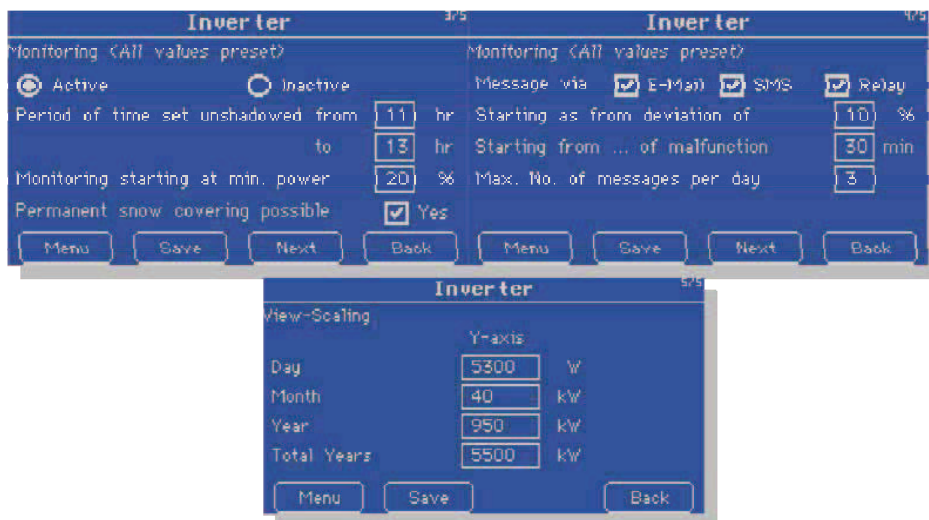 Inverter 3/5
Monitoring (All values preset)
Active Inactive
Period of time set unshadowed from 11 hr
to 13 hr
Monitoring starting at min. power 20 %
Permanent snow covering possible Yes
Menu Save Next Back
Inverter 4/5
Monitoring (All values preset)
Message via E-Mail SMS Relay
Starting as from deviation of 10 %
Starting from ... of malfunction 30 min
Max. No. of messages per day 3
Menu Save Next Back
Inverter 5/5
View-Scaling
Y-axis
Day 5300 W
Month 40 kW
Year 950 kW
Total Years 5500 kW
Menu Save Back